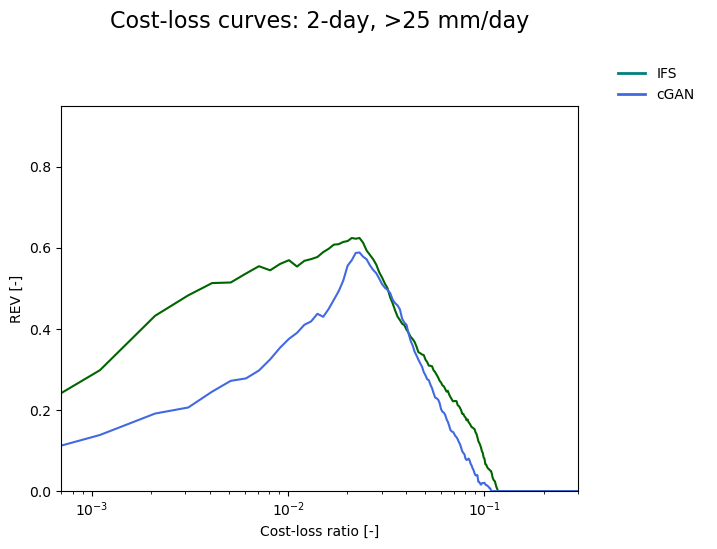 Cost-loss curves: 2-day, >25 mm/day
IFS
cGAN
0.8
0.6
0.4
0.2
0.0
REV [-]
10⁻³
10⁻²
10⁻¹
Cost-loss ratio [-]